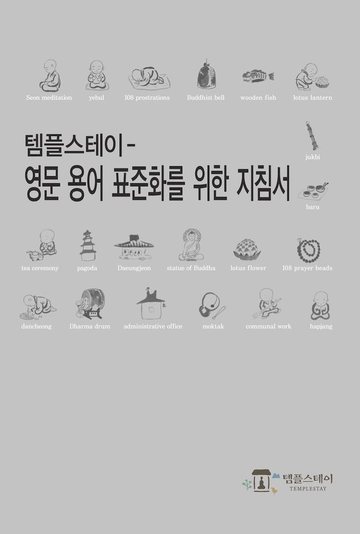 Seon meditation yebul 108 prostrations Buddhist bell wooden fish lotus lantern
템플스테이-
jukbi
영문 용어 표준화를 위한 지침서
baru
tea ceremony pagoda Daeungjeon statue of Buddha lotus flower 108 prayer beads
dancheong Dharma drum administrative office moktak communal work hapjang
템플스테이
TEMPLESTAY